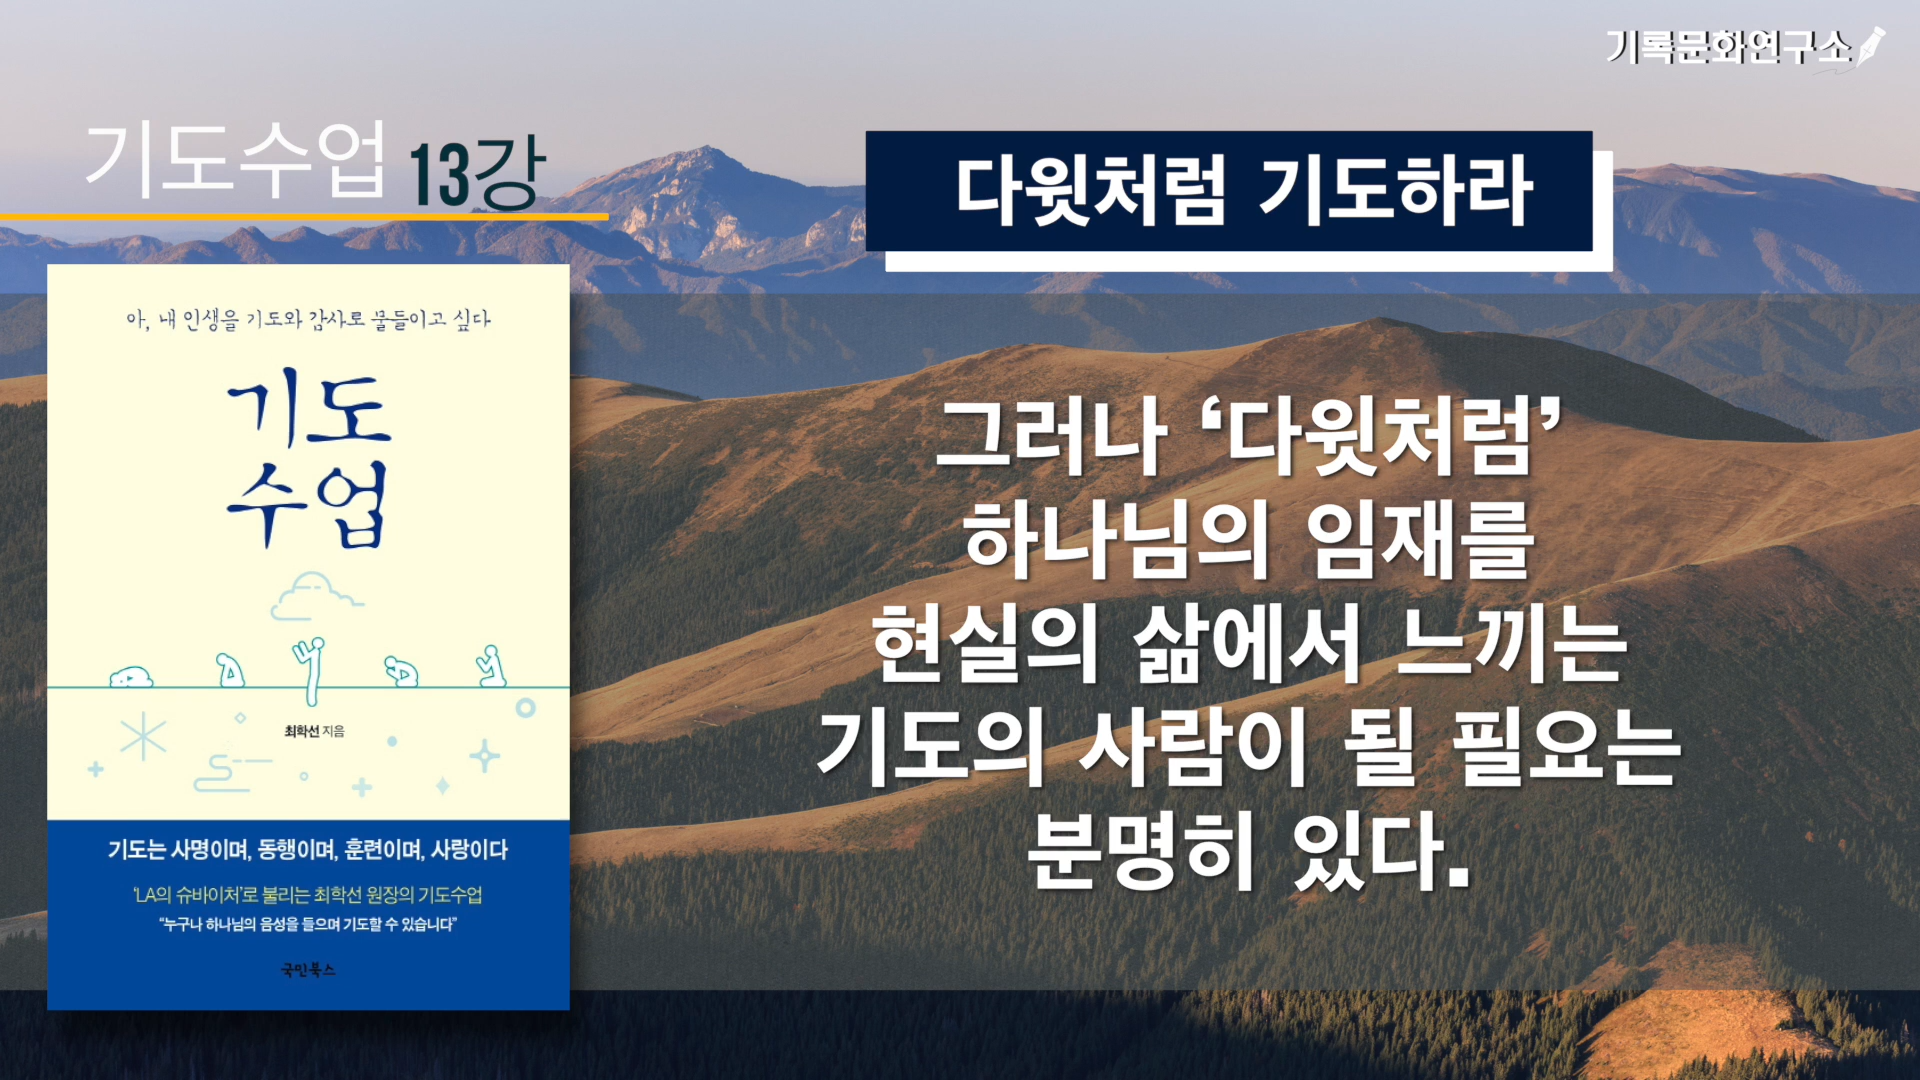 기록문화연구소
기도수업 13강
다윗처럼 기도하라
아, 내 인생을 기도와 감사로 물들이고 싶다
기도
수업
최학선 지음
기도는 사명이며, 동행이며, 훈련이며, 사랑이다
‘LA의 슈바이처’로 불리는 최학선 원장의 기도수업
“누구나 하나님의 음성을 들으며 기도할 수 있습니다”
국민북스
그러나 ‘다윗처럼’
하나님의 임재를
현실의 삶에서 느끼는
기도의 사람이 될 필요는
분명히 있다.